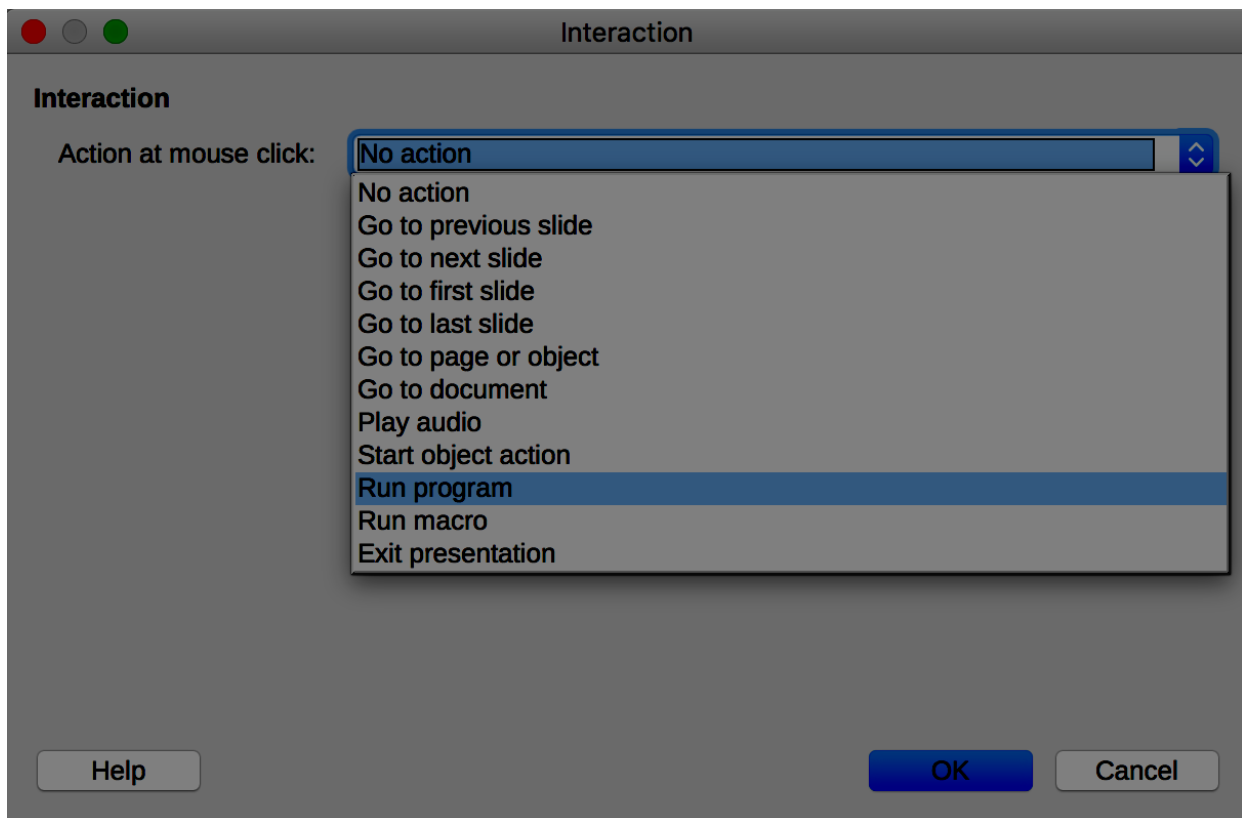 Interaction
Interaction
Action at mouse click: No action
No action
Go to previous slide
Go to next slide
Go to first slide
Go to last slide
Go to page or object
Go to document
Play audio
Start object action
Run program
Run macro
Exit presentation
Help OK Cancel